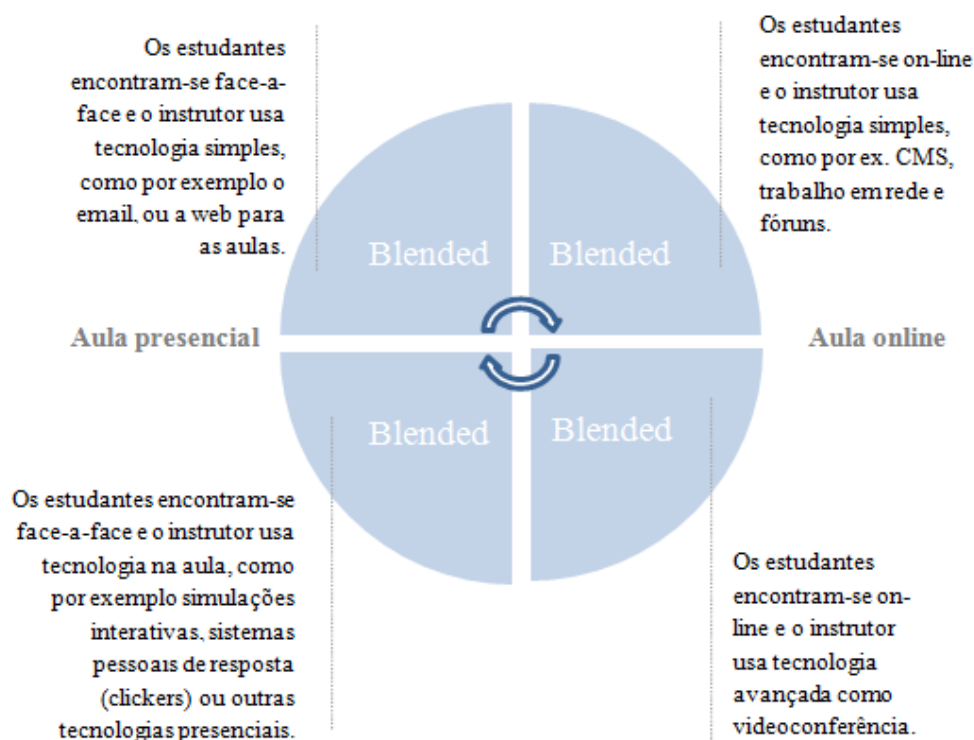 Os estudantes
encontram-se face-a-
face e o instrutor usa
tecnologia simples,
como por exemplo o
email, ou a web para
as aulas.
Os estudantes
encontram-se on-line
e o instrutor usa
tecnologia simples,
como por ex. CMS,
trabalho em rede e
fóruns.
Blended
Blended
Aula presencial
Aula online
Blended
Blended
Os estudantes encontram-se
face-a-face e o instrutor usa
tecnologia na aula, como
por exemplo simulações
interativas, sistemas
pessoais de resposta
(clickers) ou outras
tecnologias presenciais.
Os estudantes
encontram-se on-
line e o instrutor
usa tecnologia
avançada como
videoconferência.